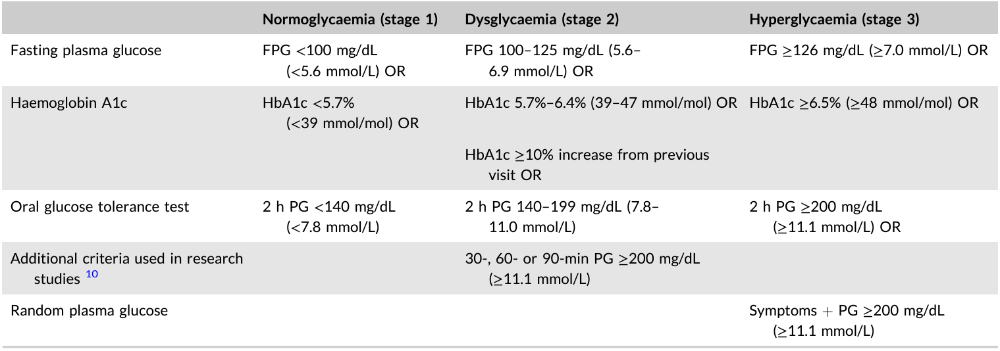 Normoglycaemia (stage 1) Dysglycaemia (stage 2) Hyperglycaemia (stage 3)
Fasting plasma glucose FPG <100 mg/dL FPG 100–125 mg/dL (5.6– FPG ≥126 mg/dL (≥7.0 mmol/L) OR
(<5.6 mmol/L) OR 6.9 mmol/L) OR
Haemoglobin A1c HbA1c <5.7% HbA1c 5.7%–6.4% (39–47 mmol/mol) OR HbA1c ≥6.5% (≥48 mmol/mol) OR
(<39 mmol/mol) OR
HbA1c ≥10% increase from previous
visit OR
Oral glucose tolerance test 2 h PG <140 mg/dL 2 h PG 140–199 mg/dL (7.8– 2 h PG ≥200 mg/dL
(<7.8 mmol/L) 11.0 mmol/L) (≥11.1 mmol/L) OR
Additional criteria used in research 30-, 60- or 90-min PG ≥200 mg/dL
studies 10 (≥11.1 mmol/L)
Random plasma glucose Symptoms + PG ≥200 mg/dL
(≥11.1 mmol/L)